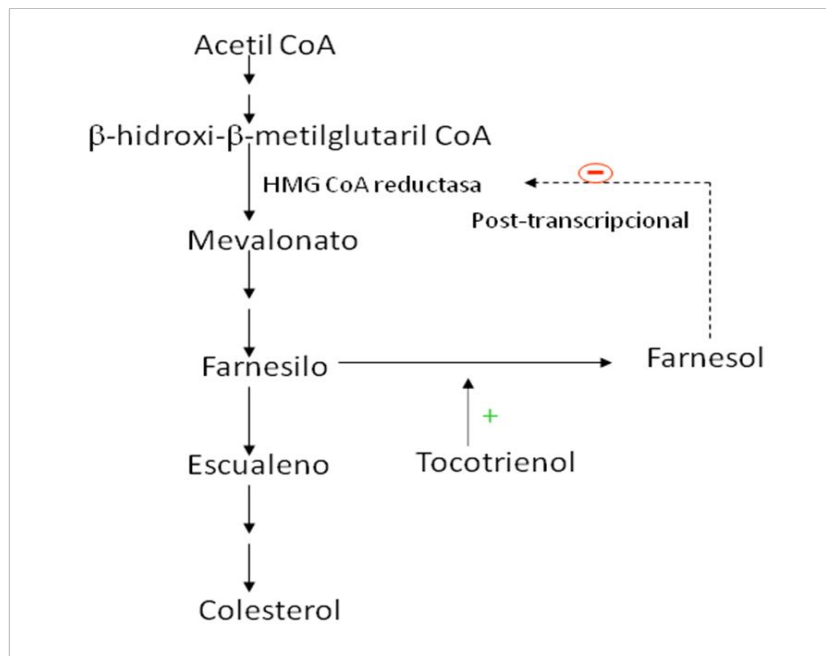 Acetil CoA
β-hidroxi-β-metilglutaril CoA
HMG CoA reductasa
−
Post-transcripcional
Mevalonato
Farnesilo
Farnesol
+
Escualeno
Tocotrienol
Colesterol